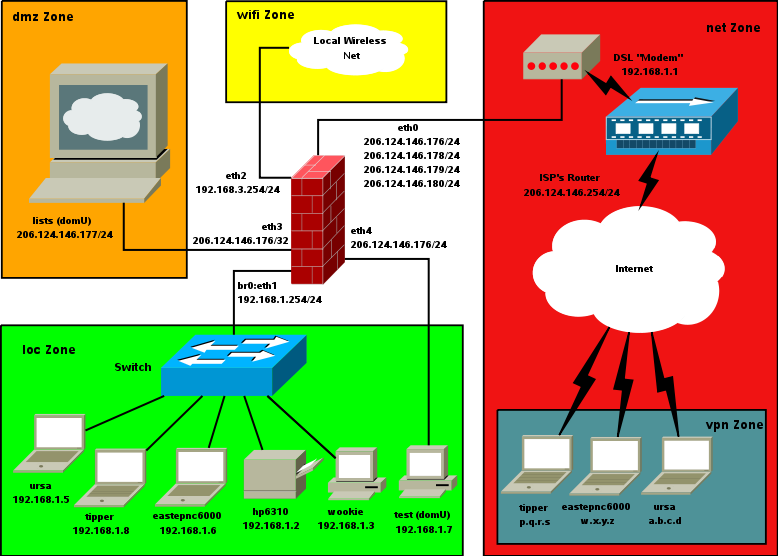 dmz Zone
lists (domU)
206.124.146.177/24
wifi Zone
Local Wireless
Net
net Zone
DSL "Modem"
192.168.1.1
ISP's Router
206.124.146.254/24
Internet
eth0
206.124.146.176/24
206.124.146.178/24
206.124.146.179/24
206.124.146.180/24
eth2
192.168.3.254/24
eth3
206.124.146.176/32
eth4
206.124.146.176/24
br0:eth1
192.168.1.254/24
loc Zone
Switch
ursa
192.168.1.5
tipper
192.168.1.8
eastepnc6000
192.168.1.6
hp6310
192.168.1.2
wookie
192.168.1.3
test (domU)
192.168.1.7
vpn Zone
tipper
p.q.r.s
eastepnc6000
w.x.y.z
ursa
a.b.c.d